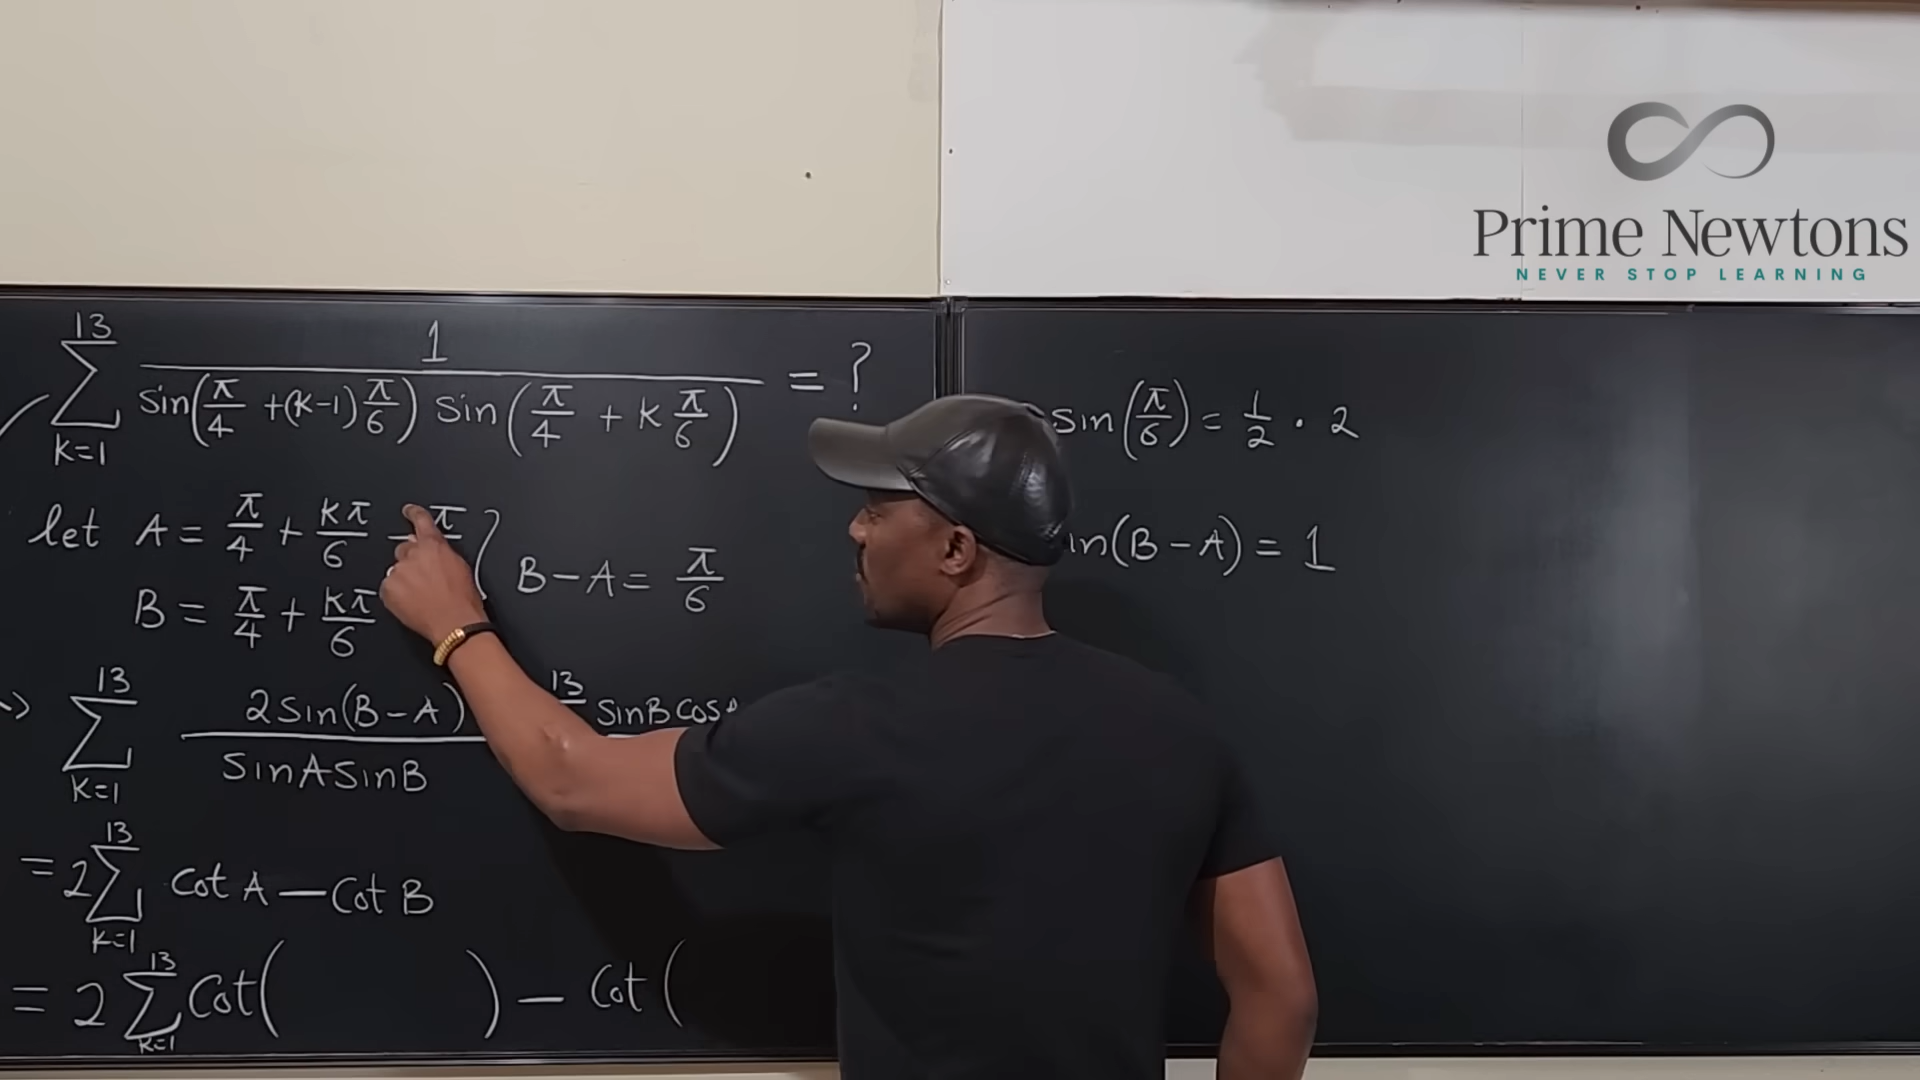 Prime Newtons
NEVER STOP LEARNING
13 ∑ k=1 1 / sin(π/4 + (k-1) π/6) sin(π/4 + k π/6) = ?
let A = π/4 + kπ/6 - π
B = π/4 + kπ/6
B - A = π/6
13 ∑ k=1 2sin(B-A) / sinA sinB
13 sinB cos
= 2 13 ∑ k=1 cot A - cot B
= 2 13 ∑ k=1 cot( ) - cot(
sin(π/6) = 1/2 · 2
in(B-A) = 1